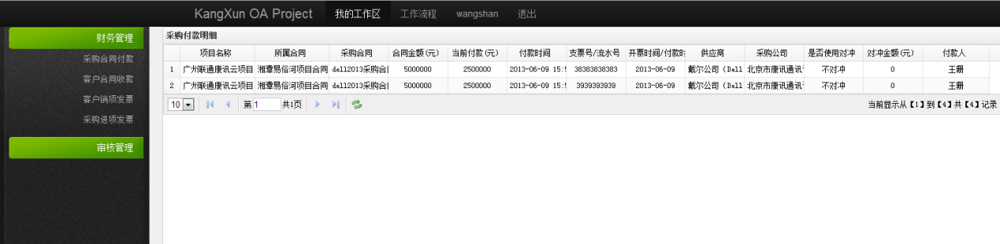 KangXun OA Project 我的工作区 工作流程 wangshan 退出
财务管理
采购合同付款
客户合同收款
客户销项发票
采购进项发票
审核管理
采购付款明细
项目名称 所属合同 采购合同 合同金额(元) 当前付款(元) 付款时间 支票号/流水号 开票时间/付款时 供应商 采购公司 是否使用对冲 对冲金额(元) 付款人
1 广州联通康讯云项目 湘潭易俗河项目合同 dell2013采购合 5000000 2500000 2013-06-09 15:5 38383838383 2013-06-09 戴尔公司（Dell 北京市康讯通讯 不对冲 0 王珊
2 广州联通康讯云项目 湘潭易俗河项目合同 dell2013采购合 5000000 2500000 2013-06-09 15:5 3939393939 2013-06-09 戴尔公司（Dell 北京市康讯通讯 不对冲 0 王珊
10 第 1 共1页 当前显示从【1】到【4】共【4】记录